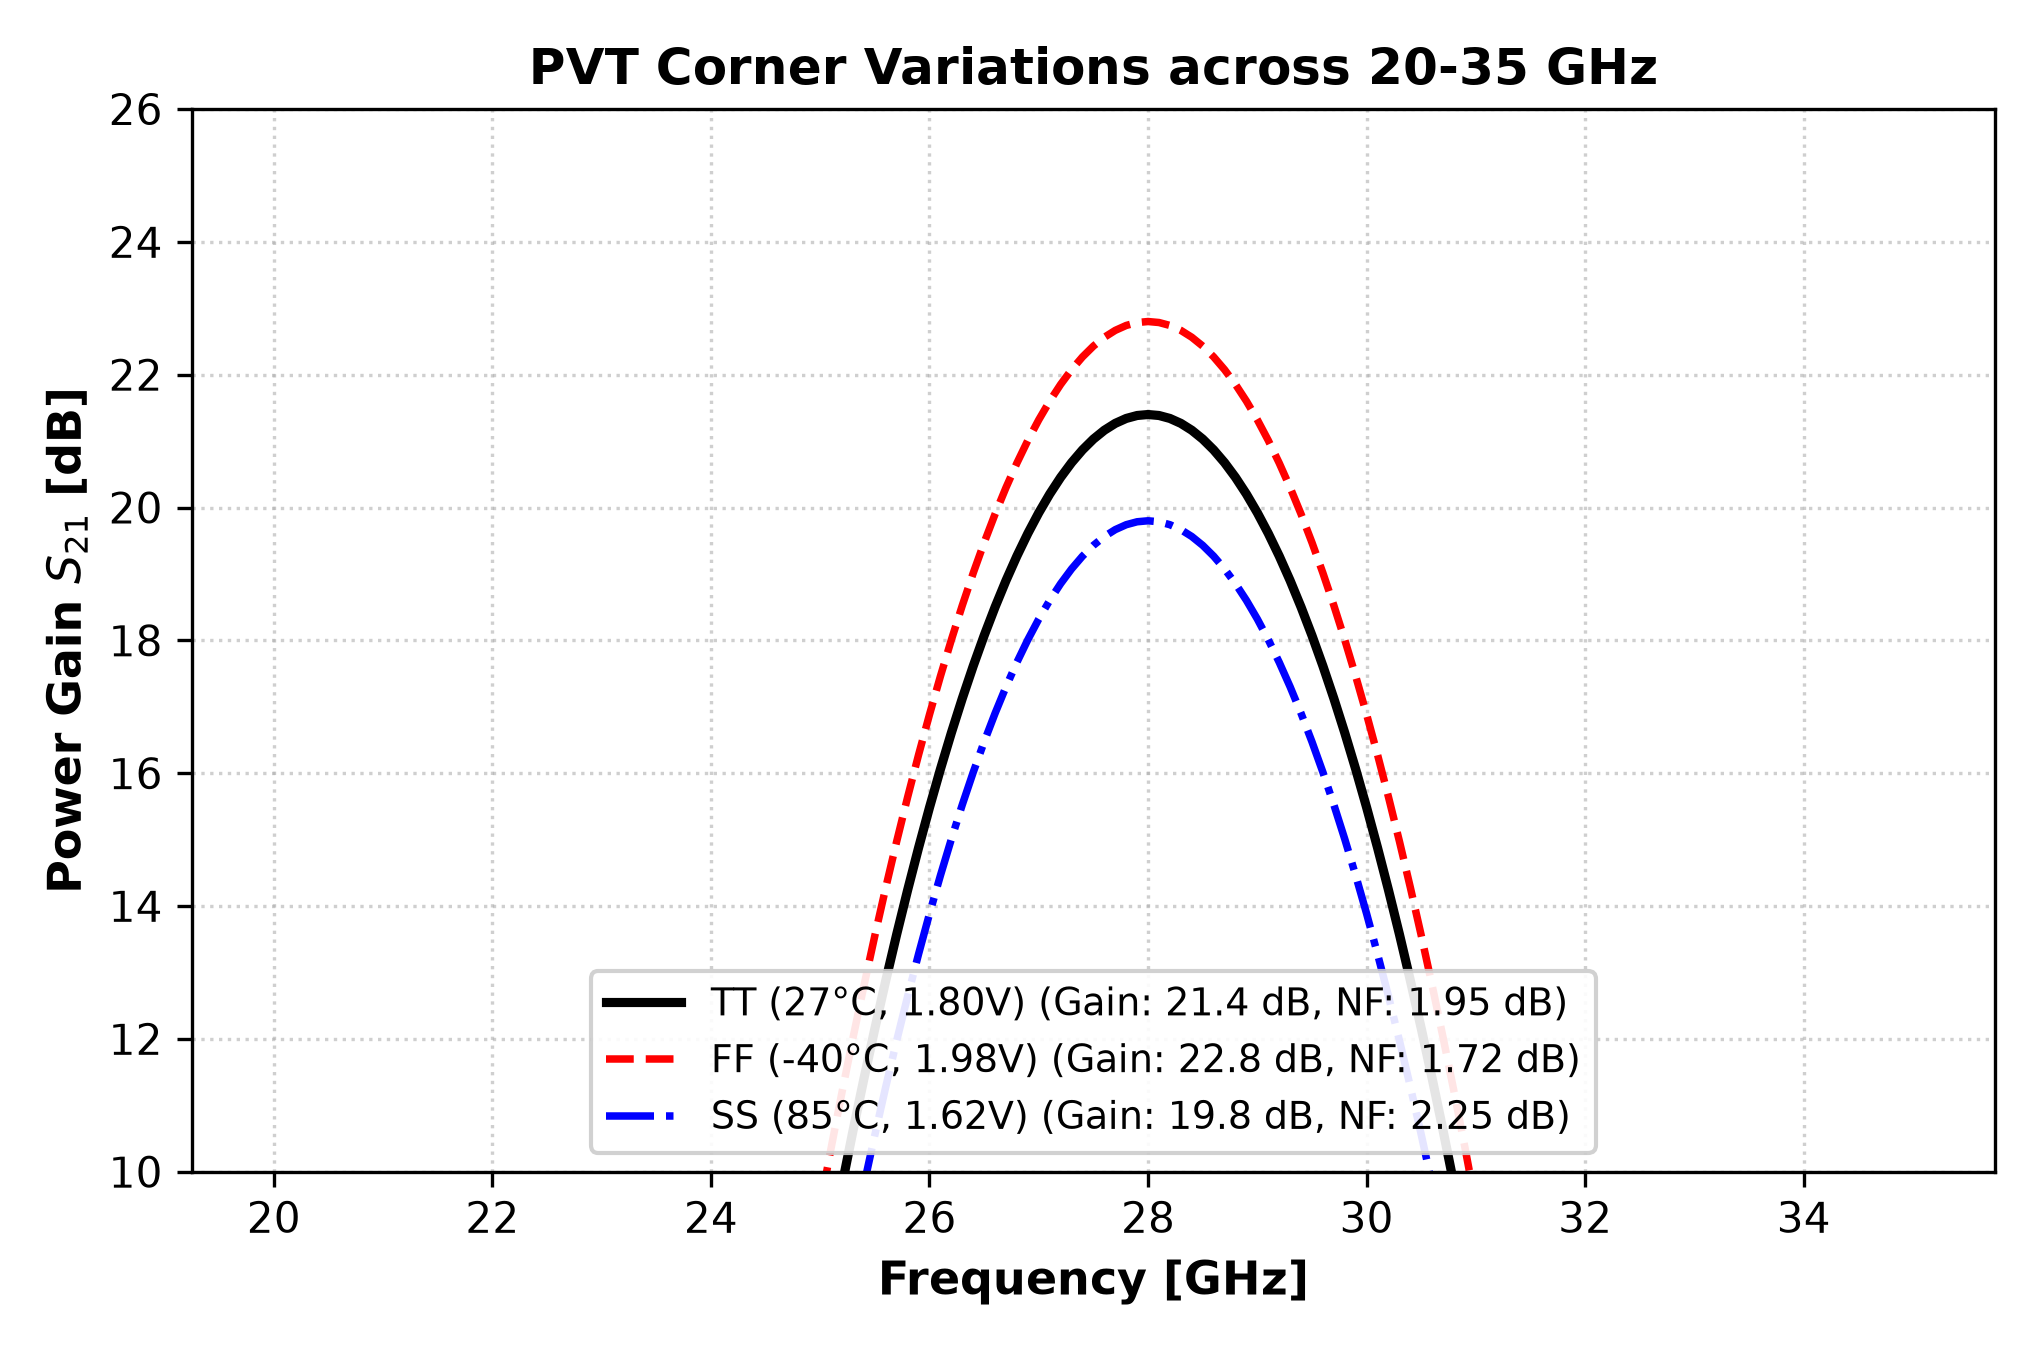 PVT Corner Variations across 20-35 GHz
Power Gain S21 [dB]
26
24
22
20
18
16
14
12
10
TT (27°C, 1.80V) (Gain: 21.4 dB, NF: 1.95 dB)
FF (-40°C, 1.98V) (Gain: 22.8 dB, NF: 1.72 dB)
SS (85°C, 1.62V) (Gain: 19.8 dB, NF: 2.25 dB)
20 22 24 26 28 30 32 34
Frequency [GHz]